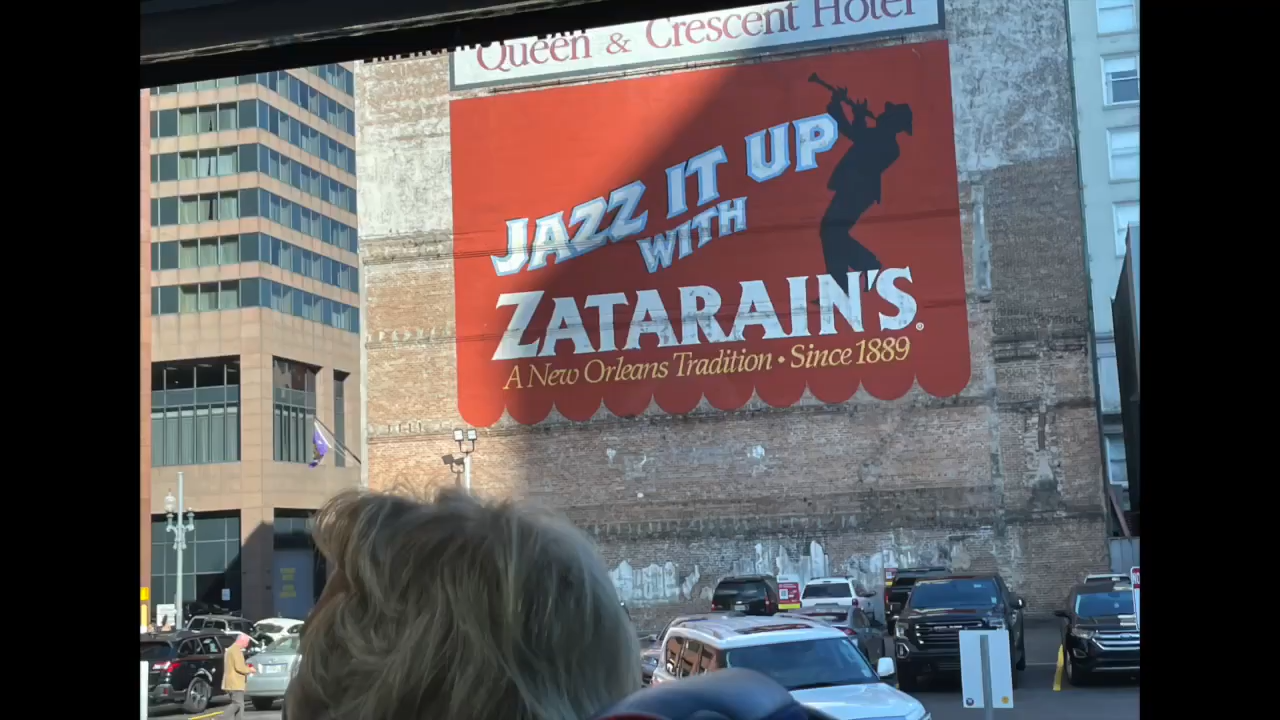 Queen & Crescent Hotel
JAZZ IT UP
WITH
ZATARAIN'S®
A New Orleans Tradition • Since 1889